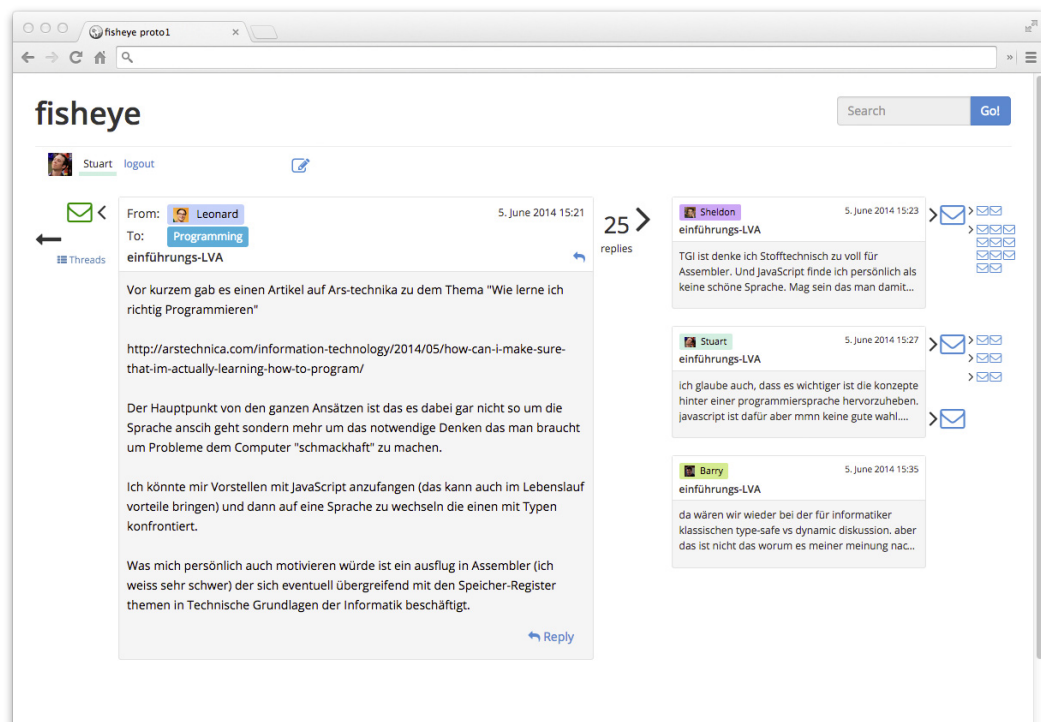 fisheye proto1
fisheye
Search
Go!
Stuart
logout
Threads
From: Leonard
5. June 2014 15:21
To: Programming
einführungs-LVA
Vor kurzem gab es einen Artikel auf Ars-technika zu dem Thema "Wie lerne ich
richtig Programmieren"
http://arstechnica.com/information-technology/2014/05/how-can-i-make-sure-
that-im-actually-learning-how-to-program/
Der Hauptpunkt von den ganzen Ansätzen ist das es dabei gar nicht so um die
Sprache anscih geht sondern mehr um das notwendige Denken das man braucht
um Probleme dem Computer "schmackhaft" zu machen.
Ich könnte mir Vorstellen mit JavaScript anzufangen (das kann auch im Lebenslauf
vorteile bringen) und dann auf eine Sprache zu wechseln die einen mit Typen
konfrontiert.
Was mich persönlich auch motivieren würde ist ein ausflug in Assembler (ich
weiss sehr schwer) der sich eventuell übergreifend mit den Speicher-Register
themen in Technische Grundlagen der Informatik beschäftigt.
Reply
25
replies
Sheldon
5. June 2014 15:23
einführungs-LVA
TGI ist denke ich Stofftechnisch zu voll für
Assembler. Und JavaScript finde ich persönlich als
keine schöne Sprache. Mag sein das man damit...
Stuart
5. June 2014 15:27
einführungs-LVA
ich glaube auch, dass es wichtiger ist die konzepte
hinter einer programmiersprache hervorzuheben.
javascript ist dafür aber mmn keine gute wahl....
Barry
5. June 2014 15:35
einführungs-LVA
da wären wir wieder bei der für informatiker
klassischen type-safe vs dynamic diskussion. aber
das ist nicht das worum es meiner meinung nac...